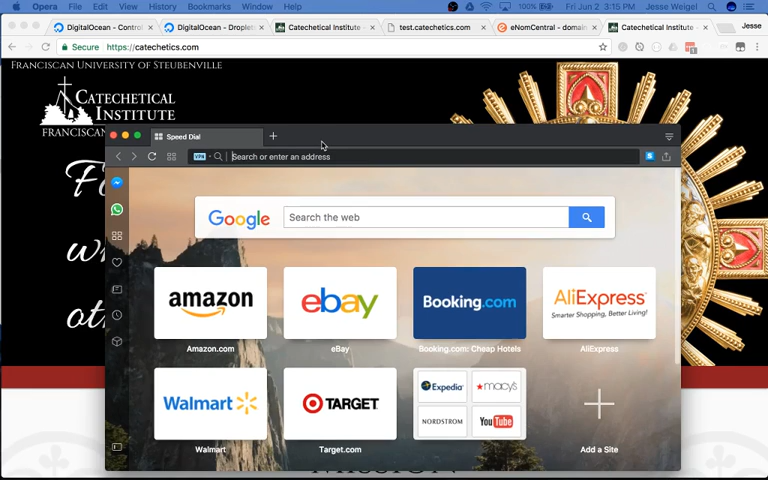 Opera File Edit View History Bookmarks Window Help 100% Fri Jun 2 3:15 PM Jesse Weigel
DigitalOcean - Control DigitalOcean - Droplet Catechetical Institute - test.catechetics.com eNomCentral - domain Catechetical Institute - Jesse
Secure https://catechetics.com
FRANCISCAN UNIVERSITY OF STEUBENVILLE
CATECHETICAL
INSTITUTE
FRANCISCAN
Speed Dial
VPN Search or enter an address
Google Search the web
amazon ebay Booking.com AliExpress
Smarter Shopping, Better Living!
Amazon.com eBay Booking.com: Cheap Hotels AliExpress
Walmart TARGET Expedia macy's
NORDSTROM YouTube
Walmart Target.com Add a Site